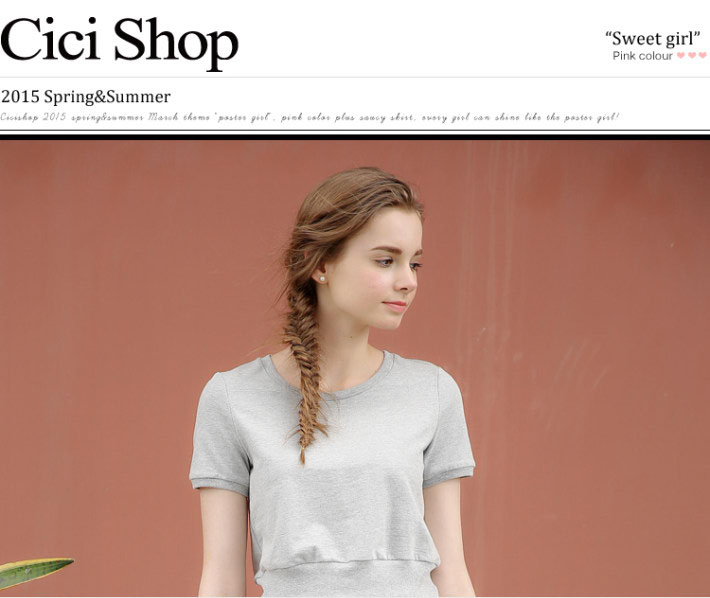 Cici Shop
“Sweet girl”
Pink colour
2015 Spring&Summer
Cicishop 2015 spring&summer March theme "poster girl", pink color plus saucy skirt, every girl can shine like the poster girl!